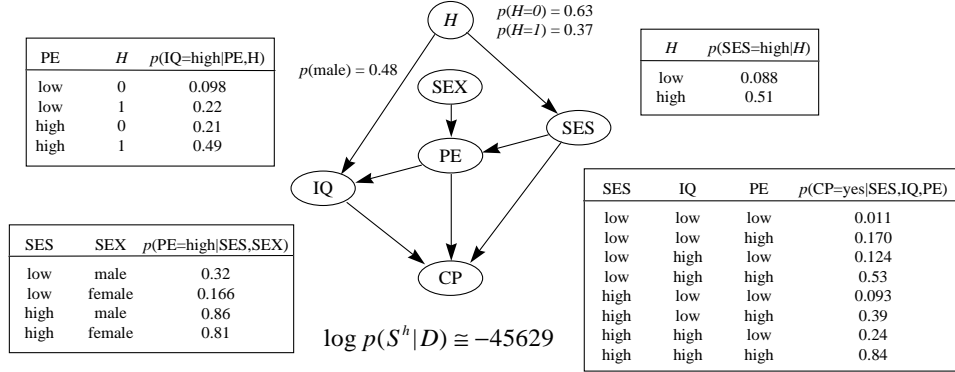 H
p(H=0) = 0.63
p(H=1) = 0.37
PE H p(IQ=high|PE,H)
low 0 0.098
low 1 0.22
high 0 0.21
high 1 0.49
p(male) = 0.48
H p(SES=high|H)
low 0.088
high 0.51
SEX
SES
PE
IQ
SES IQ PE p(CP=yes|SES,IQ,PE)
low low low 0.011
low low high 0.170
low high low 0.124
low high high 0.53
high low low 0.093
high low high 0.39
high high low 0.24
high high high 0.84
SES SEX p(PE=high|SES,SEX)
low male 0.32
low female 0.166
high male 0.86
high female 0.81
CP
log p(S^h|D) ≅ −45629